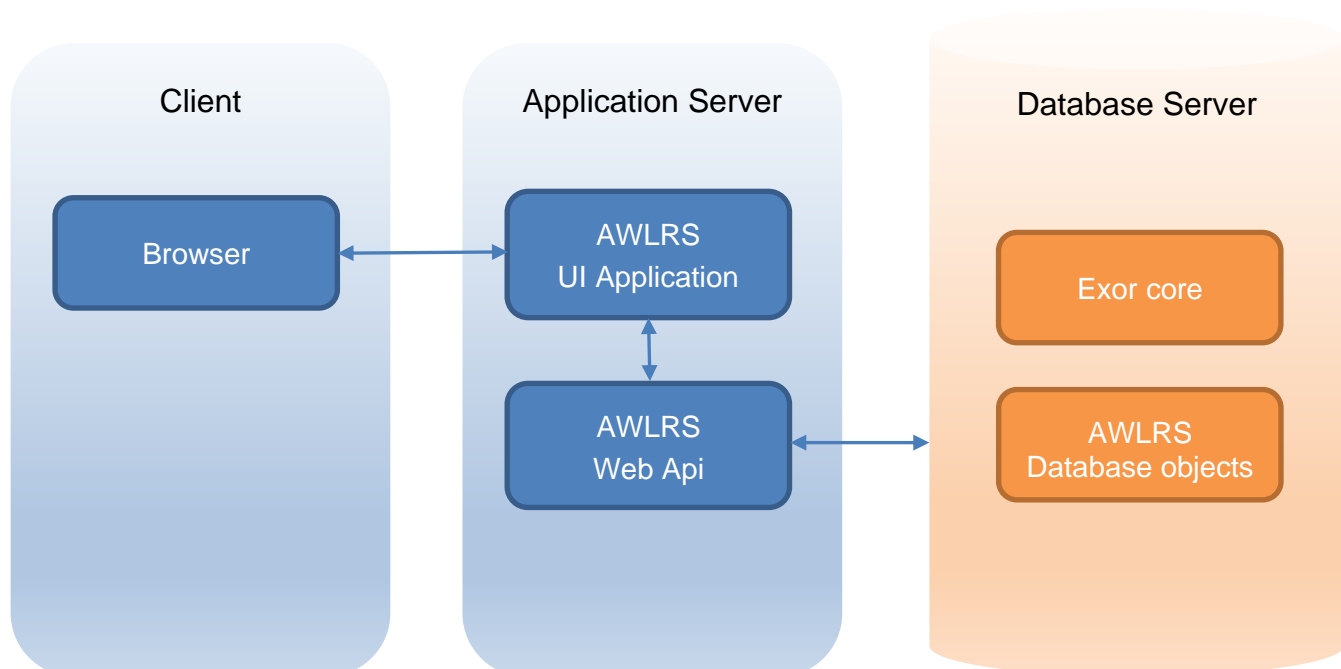 Client
Application Server
Database Server
Browser
AWLRS
UI Application
Exor core
AWLRS
Web Api
AWLRS
Database objects